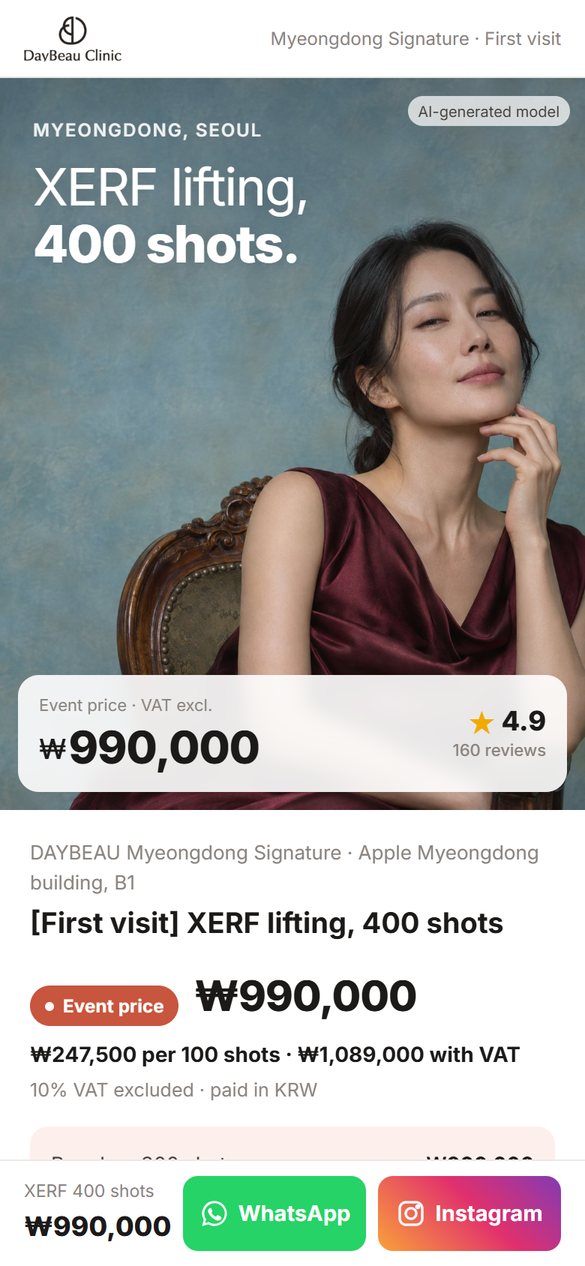 DayBeau Clinic
Myeongdong Signature · First visit
AI-generated model
MYEONGDONG, SEOUL
XERF lifting,
400 shots.
Event price · VAT excl.
₩990,000
★ 4.9
160 reviews
DAYBEAU Myeongdong Signature · Apple Myeongdong
building, B1
[First visit] XERF lifting, 400 shots
Event price
₩990,000
₩247,500 per 100 shots · ₩1,089,000 with VAT
10% VAT excluded · paid in KRW
XERF 400 shots
₩990,000
WhatsApp
Instagram